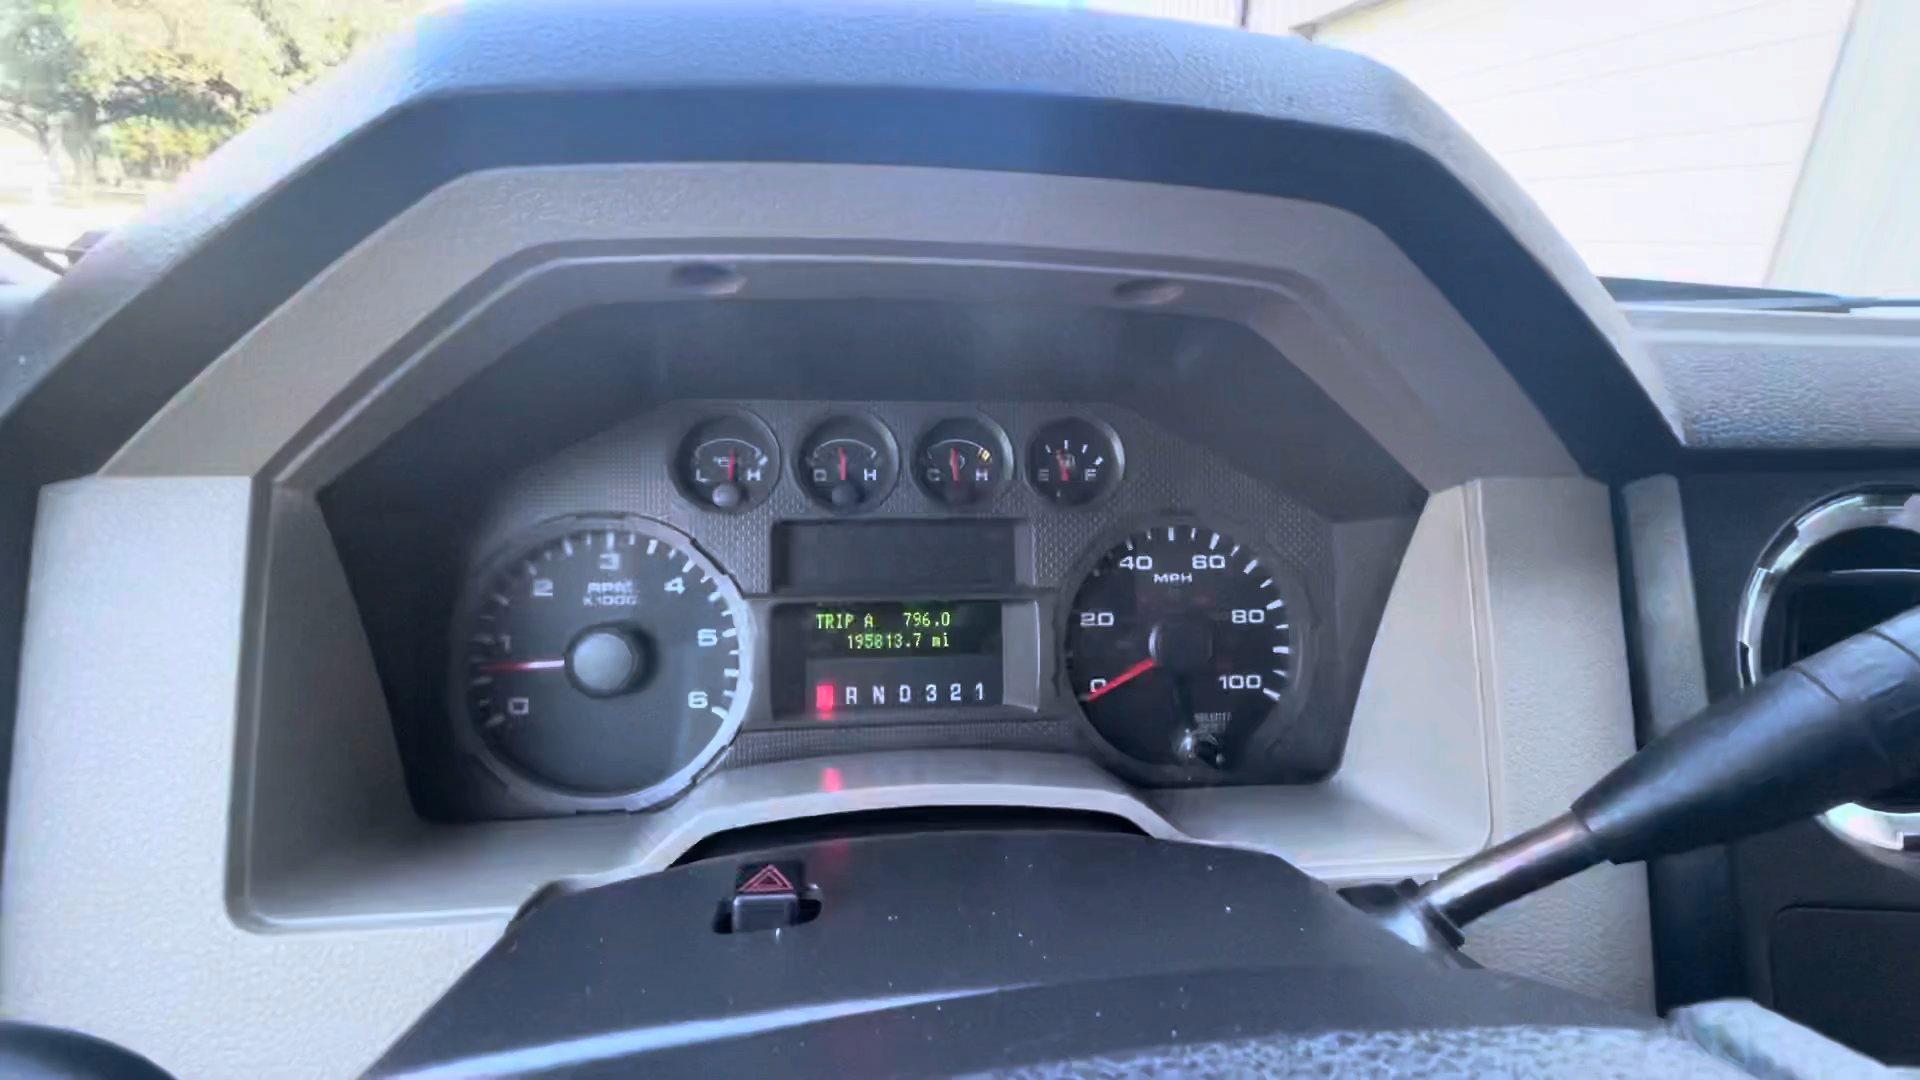 L H
C H
C H
E F
0 1 2 3 4 5 6
RPM
X1000
0 20 40 60 80 100
MPH
TRIP A 796.0
195813.7 mi
R N D 3 2 1